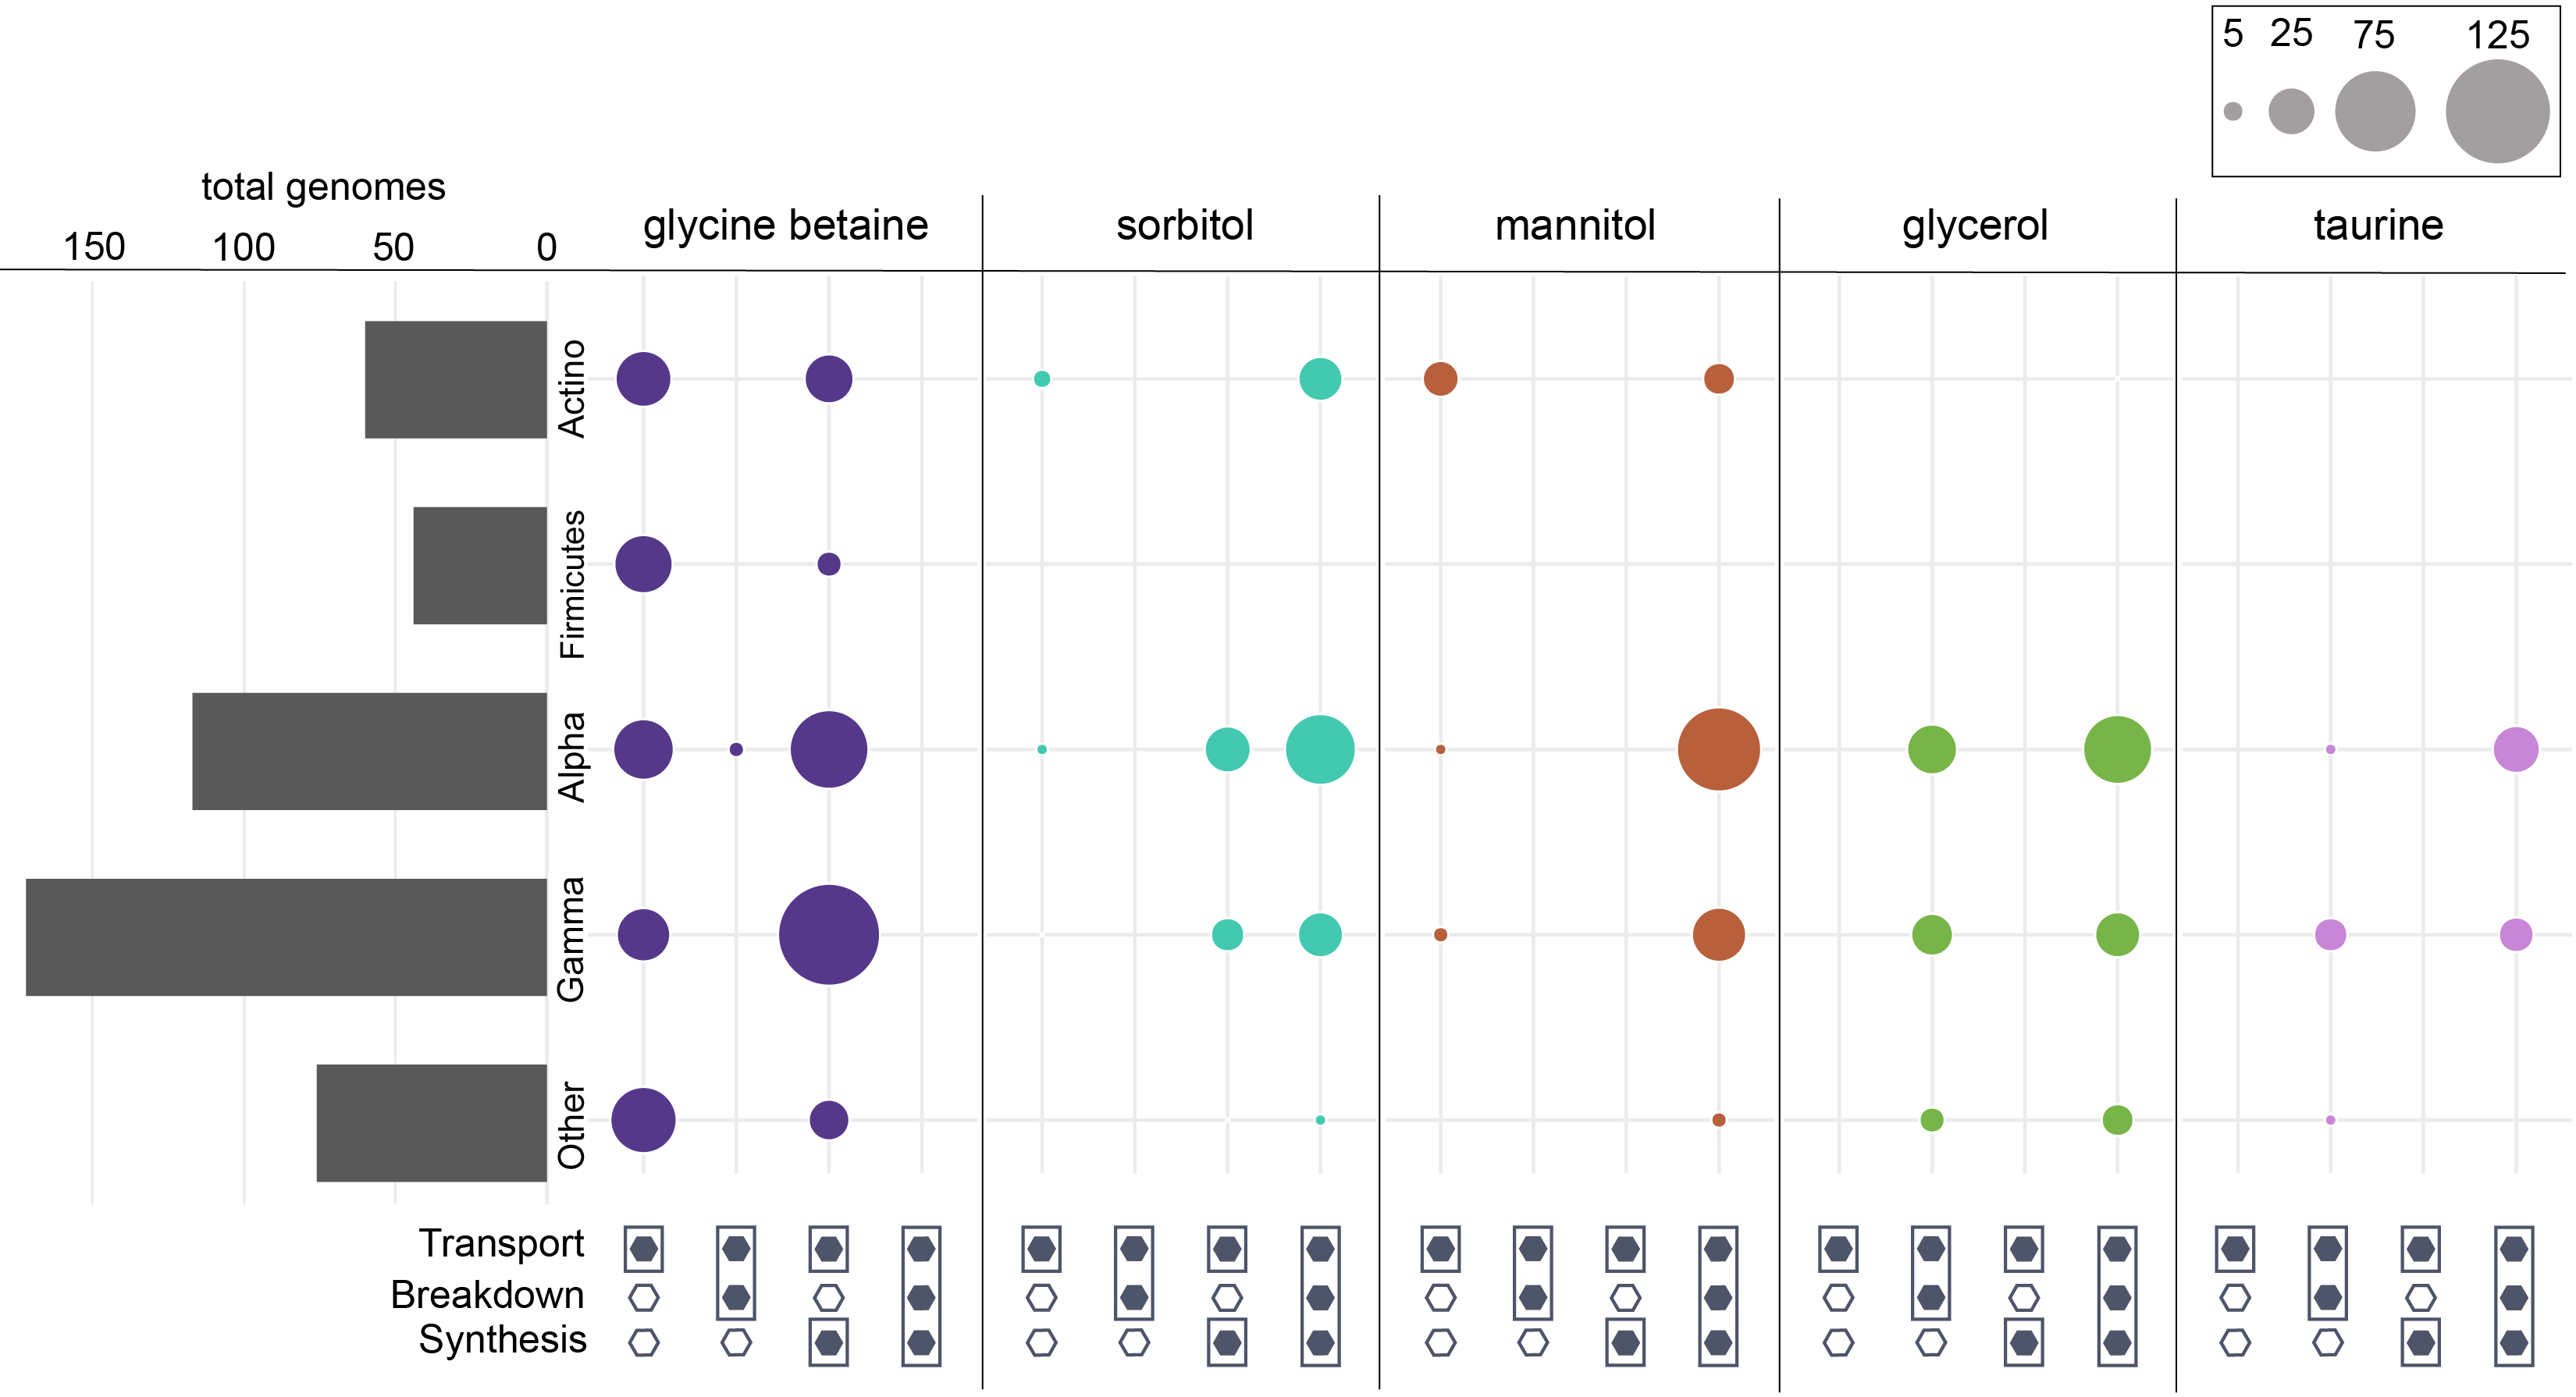 5 25 75 125
total genomes
150 100 50 0
glycine betaine sorbitol mannitol glycerol taurine
Actino
Firmicutes
Alpha
Gamma
Other
Transport
Breakdown
Synthesis